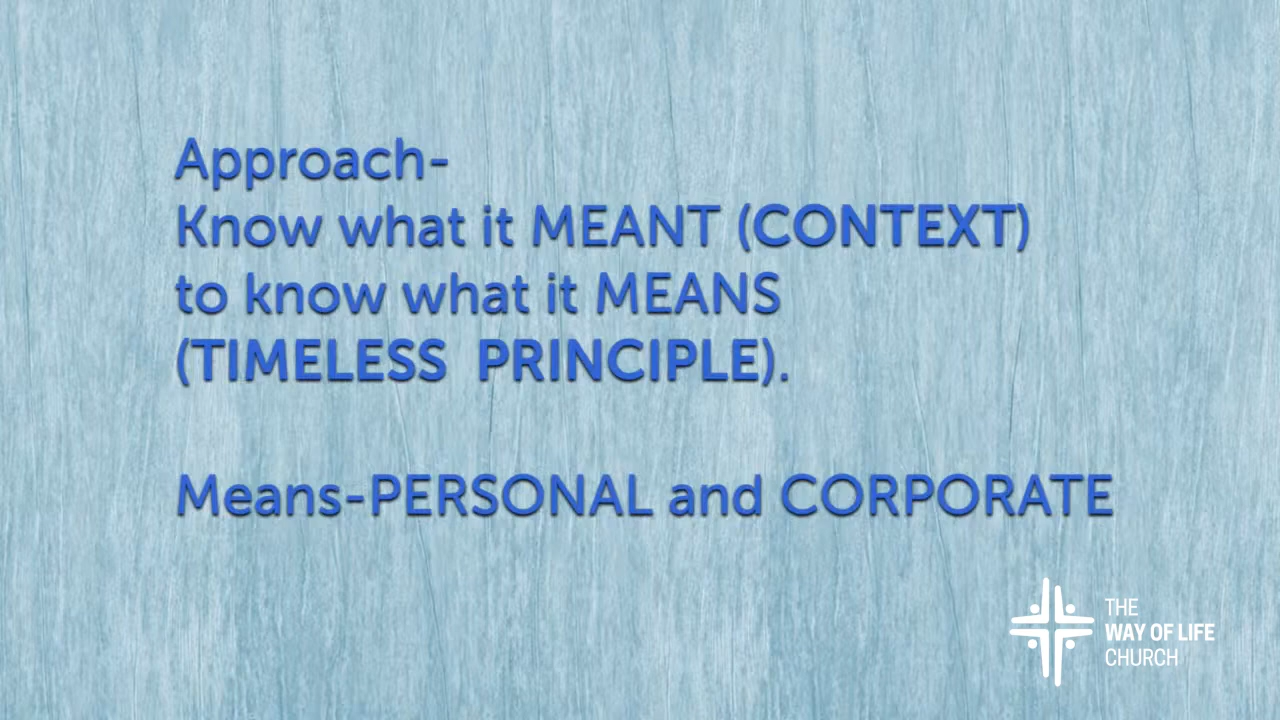 Approach-
Know what it MEANT (CONTEXT)
to know what it MEANS
(TIMELESS  PRINCIPLE).
Means-PERSONAL and CORPORATE
THE
WAY OF LIFE
CHURCH